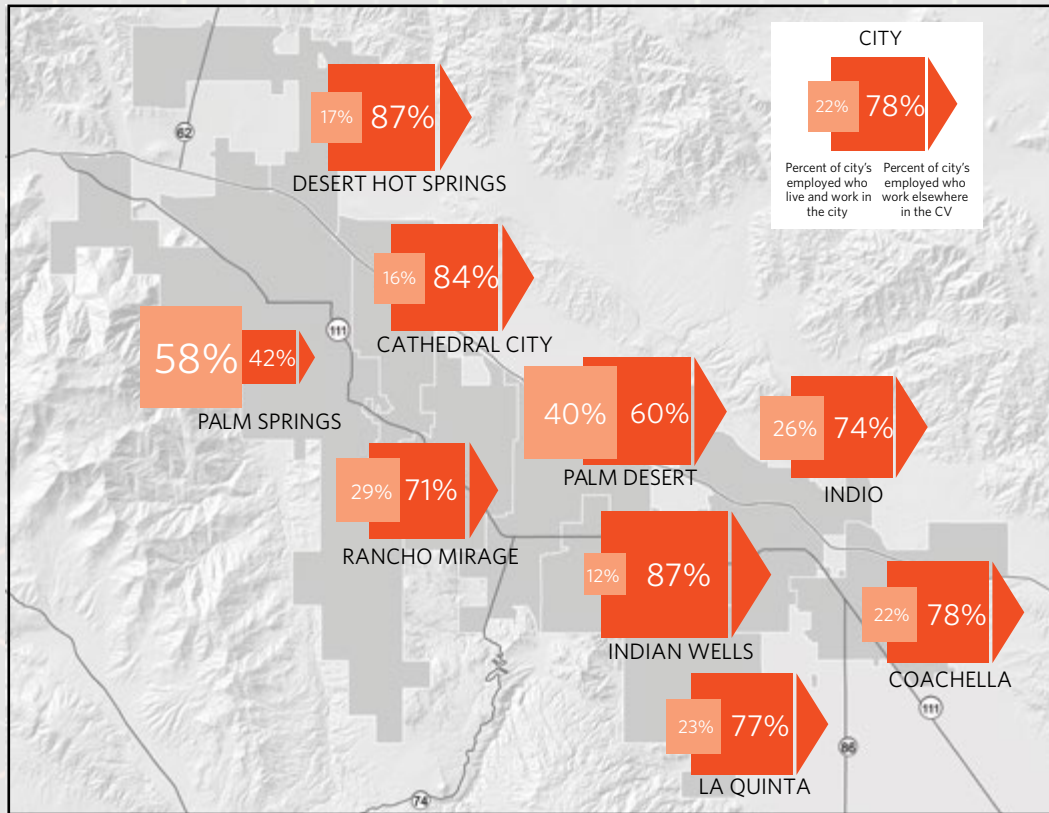 CITY
22% 78%
Percent of city's
employed who
live and work in
the city
Percent of city's
employed who
work elsewhere
in the CV
17% 87%
DESERT HOT SPRINGS
62
16% 84%
CATHEDRAL CITY
111
58% 42%
PALM SPRINGS
40% 60%
PALM DESERT
26% 74%
INDIO
29% 71%
RANCHO MIRAGE
12% 87%
INDIAN WELLS
22% 78%
COACHELLA
23% 77%
LA QUINTA
111
86
74